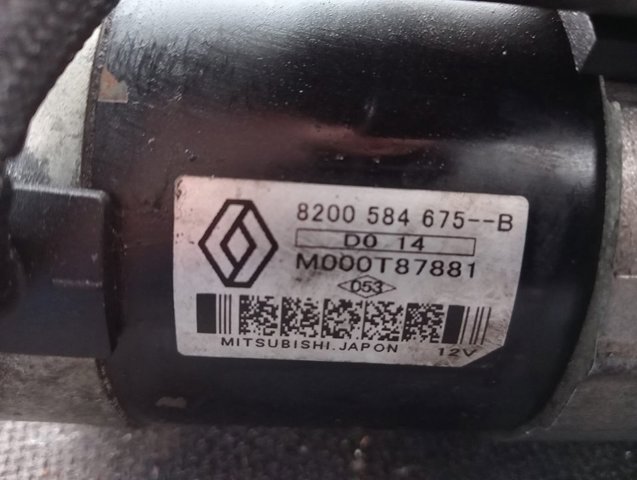 8200 584 675--B
D0 14
M000T87881
D53
MITSUBISHI.JAPON 12V